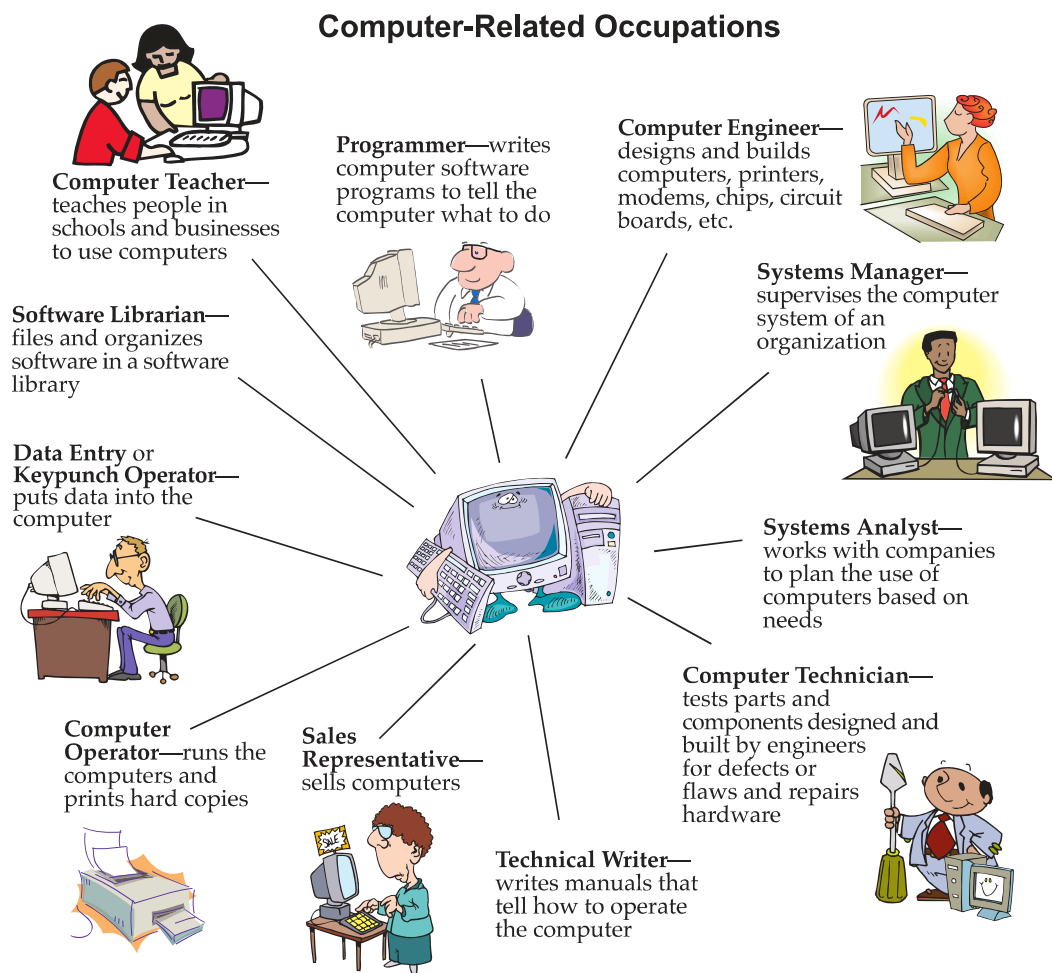 Computer-Related Occupations
Computer Teacher—
teaches people in
schools and businesses
to use computers
Programmer—writes
computer software
programs to tell the
computer what to do
Computer Engineer—
designs and builds
computers, printers,
modems, chips, circuit
boards, etc.
Systems Manager—
supervises the computer
system of an
organization
Software Librarian—
files and organizes
software in a software
library
Data Entry or
Keypunch Operator—
puts data into the
computer
Systems Analyst—
works with companies
to plan the use of
computers based on
needs
Computer Technician—
tests parts and
components designed and
built by engineers
for defects or
flaws and repairs
hardware
Computer
Operator—runs the
computers and
prints hard copies
Sales
Representative—
sells computers
SALE
Technical Writer—
writes manuals that
tell how to operate
the computer